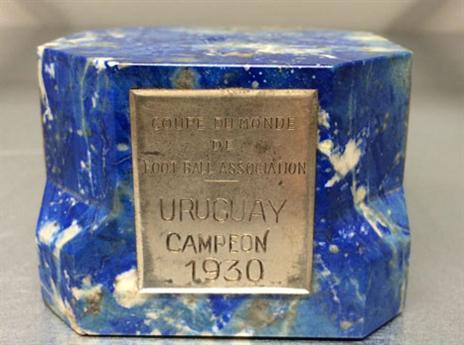 COUPE DU MONDE
DE
FOOT BALL ASSOCIATION
URUGUAY
CAMPEON
1930